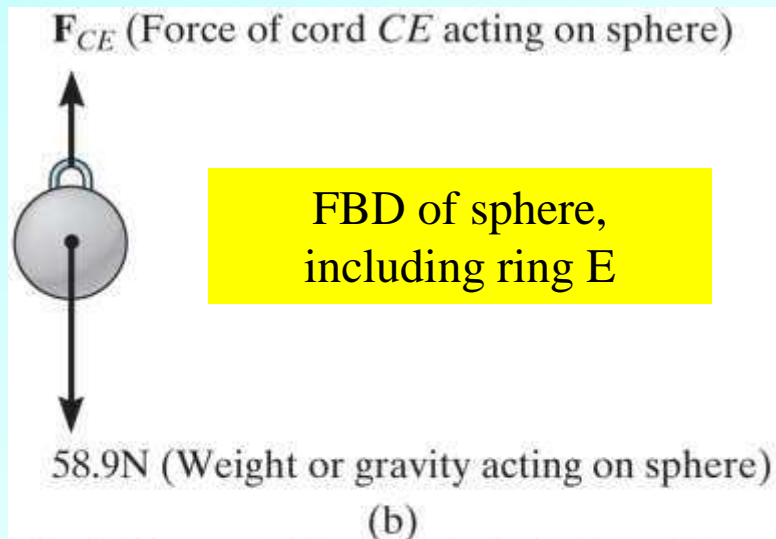 F_CE (Force of cord CE acting on sphere)
FBD of sphere,
including ring E
58.9N (Weight or gravity acting on sphere)
(b)